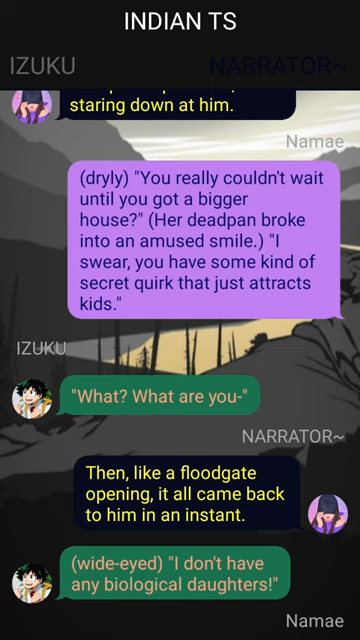 INDIAN TS
IZUKU
NARRATOR~
staring down at him.
Namae
(dryly) "You really couldn't wait
until you got a bigger
house?" (Her deadpan broke
into an amused smile.) "I
swear, you have some kind of
secret quirk that just attracts
kids."
IZUKU
"What? What are you-"
NARRATOR~
Then, like a floodgate
opening, it all came back
to him in an instant.
(wide-eyed) "I don't have
any biological daughters!"
Namae